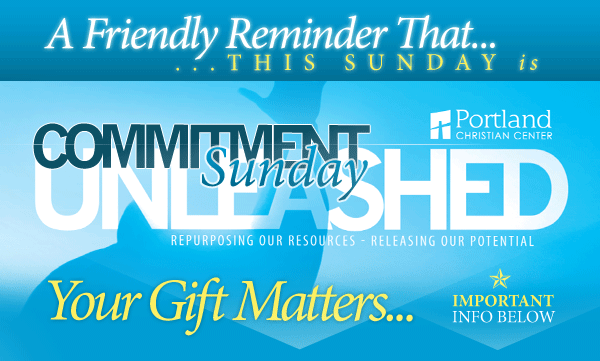 A Friendly Reminder That...
...THIS SUNDAY is
Portland
CHRISTIAN CENTER
COMMITMENT
Sunday
UNLEASHED
REPURPOSING OUR RESOURCES - RELEASING OUR POTENTIAL
Your Gift Matters...
IMPORTANT
INFO BELOW